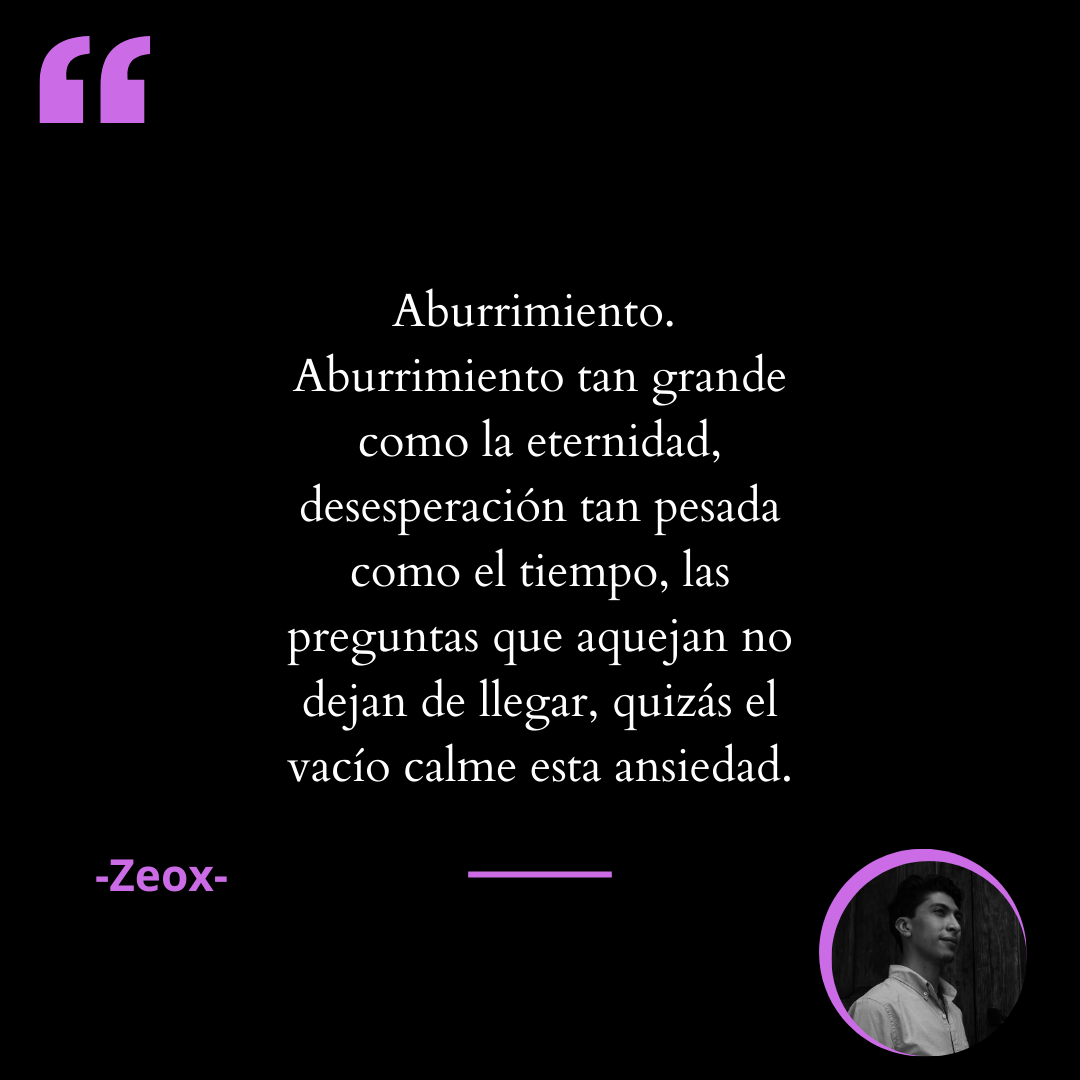 “
Aburrimiento.
Aburrimiento tan grande
como la eternidad,
desesperación tan pesada
como el tiempo, las
preguntas que aquejan no
dejan de llegar, quizás el
vacío calme esta ansiedad.
-Zeox-